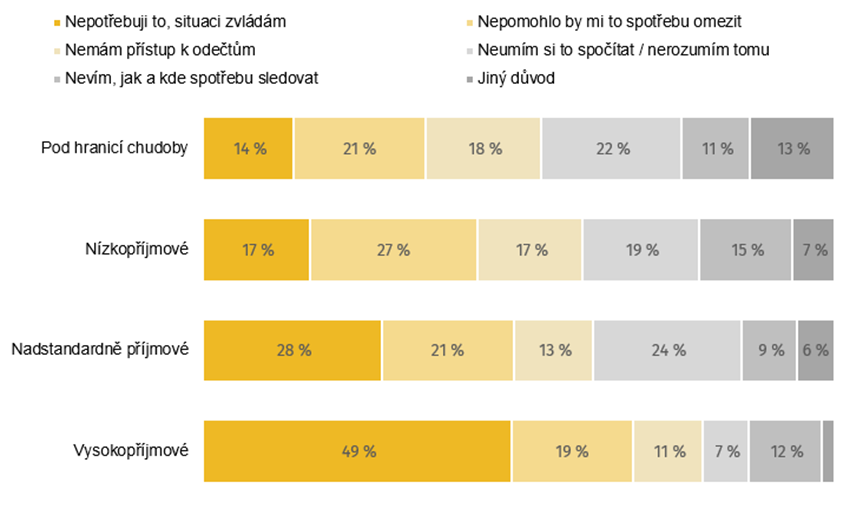 Nepotřebuji to, situaci zvládám
Nepomohlo by mi to spotřebu omezit
Nemám přístup k odečtům
Neumím si to spočítat / nerozumím tomu
Nevím, jak a kde spotřebu sledovat
Jiný důvod
Pod hranicí chudoby 14 % 21 % 18 % 22 % 11 % 13 %
Nízkopříjmové 17 % 27 % 17 % 19 % 15 % 7 %
Nadstandardně příjmové 28 % 21 % 13 % 24 % 9 % 6 %
Vysokopříjmové 49 % 19 % 11 % 7 % 12 %